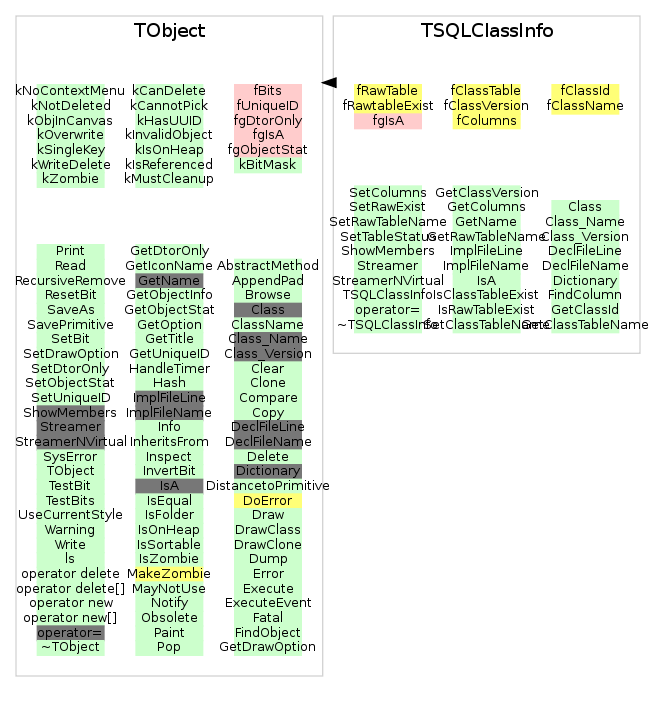 TObject
kNoContextMenu
kNotDeleted
kObjInCanvas
kOverwrite
kSingleKey
kWriteDelete
kZombie
kCanDelete
kCannotPick
kHasUUID
kInvalidObject
kIsOnHeap
kIsReferenced
kMustCleanup
fBits
fUniqueID
fgDtorOnly
fgIsA
fgObjectStat
kBitMask
Print
Read
RecursiveRemove
ResetBit
SaveAs
SavePrimitive
SetBit
SetDrawOption
SetDtorOnly
SetObjectStat
SetUniqueID
ShowMembers
Streamer
StreamerNVirtual
SysError
TObject
TestBit
TestBits
UseCurrentStyle
Warning
Write
ls
operator delete
operator delete[]
operator new
operator new[]
operator=
~TObject
GetDtorOnly
GetIconName
GetName
GetObjectInfo
GetObjectStat
GetOption
GetTitle
GetUniqueID
HandleTimer
Hash
ImplFileLine
ImplFileName
Info
InheritsFrom
Inspect
InvertBit
IsA
IsEqual
IsFolder
IsOnHeap
IsSortable
IsZombie
MakeZombie
MayNotUse
Notify
Obsolete
Paint
Pop
AbstractMethod
AppendPad
Browse
Class
ClassName
Class_Name
Class_Version
Clear
Clone
Compare
Copy
DeclFileLine
DeclFileName
Delete
Dictionary
DistancetoPrimitive
DoError
Draw
DrawClass
DrawClone
Dump
Error
Execute
ExecuteEvent
Fatal
FindObject
GetDrawOption
TSQLClassInfo
fRawTable
fRawtableExist
fgIsA
fClassTable
fClassVersion
fColumns
fClassId
fClassName
SetColumns
SetRawExist
SetRawTableName
SetTableStatus
ShowMembers
Streamer
StreamerNVirtual
TSQLClassInfo
operator=
~TSQLClassInfo
GetClassVersion
GetColumns
GetName
GetRawTableName
ImplFileLine
ImplFileName
IsA
IsClassTableExist
IsRawTableExist
SetClassTableName
Class
Class_Name
Class_Version
DeclFileLine
DeclFileName
Dictionary
FindColumn
GetClassId
GetClassTableName